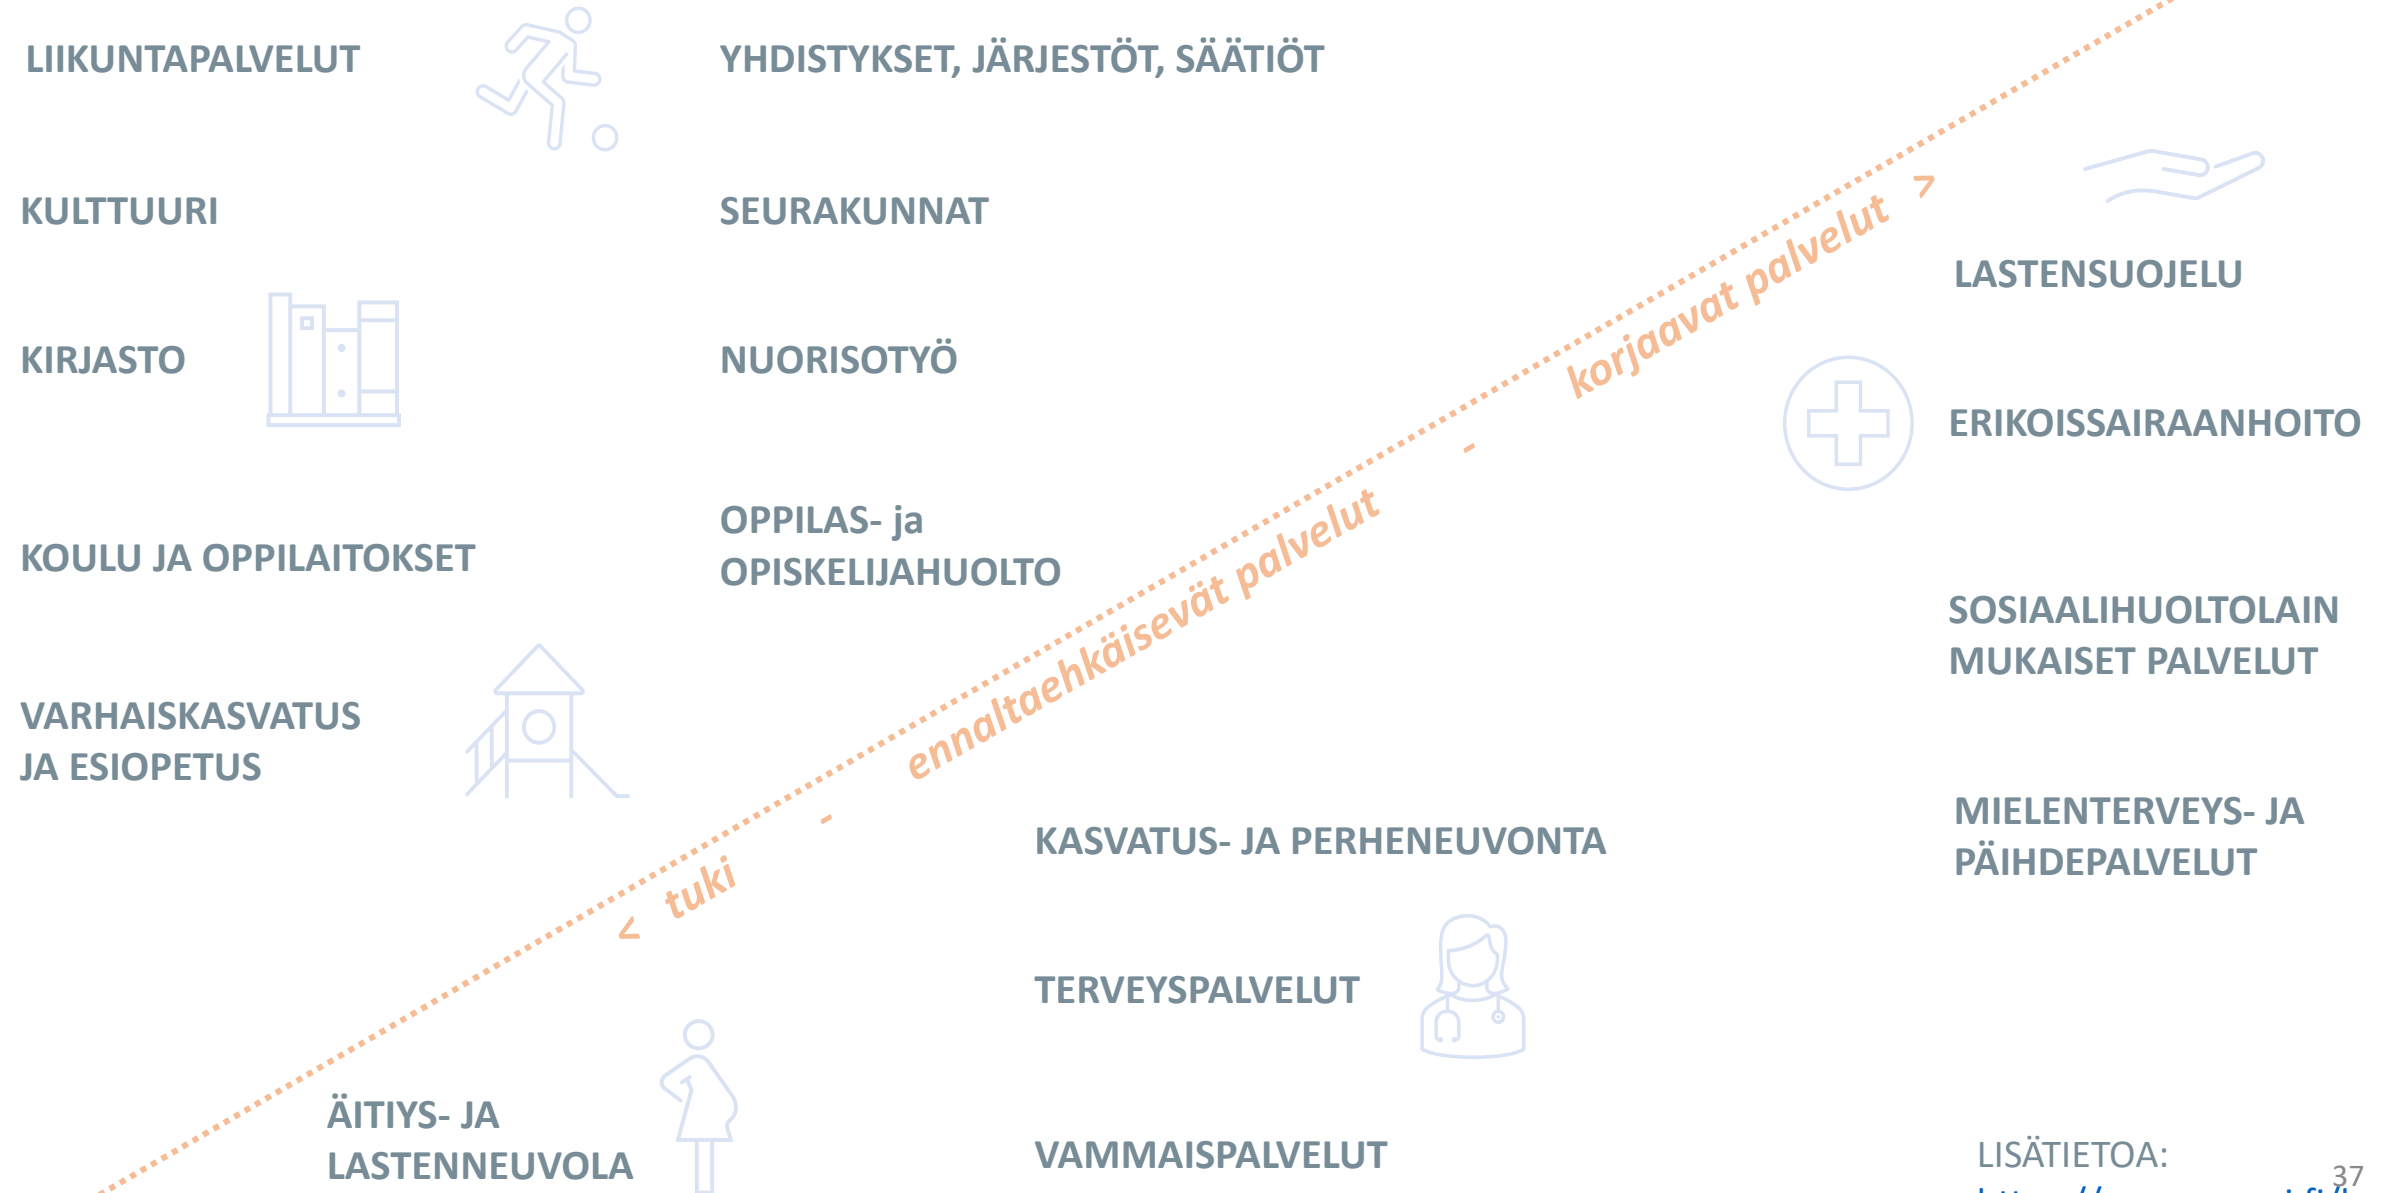 LIIKUNTAPALVELUT
YHDISTYKSET, JÄRJESTÖT, SÄÄTIÖT
KULTTUURI
SEURAKUNNAT
KIRJASTO
NUORISOTYÖ
KOULU JA OPPILAITOKSET
OPPILAS- ja
OPISKELIJAHUOLTO
VARHAISKASVATUS
JA ESIOPETUS
< tuki - ennaltaehkäisevät palvelut - korjaavat palvelut >
LASTENSUOJELU
ERIKOISSAIRAANHOITO
SOSIAALIHUOLTOLAIN
MUKAISET PALVELUT
MIELENTERVEYS- JA
PÄIHDEPALVELUT
KASVATUS- JA PERHENEUVONTA
TERVEYSPALVELUT
VAMMAISPALVELUT
ÄITIYS- JA
LASTENNEUVOLA
LISÄTIETOA:
37